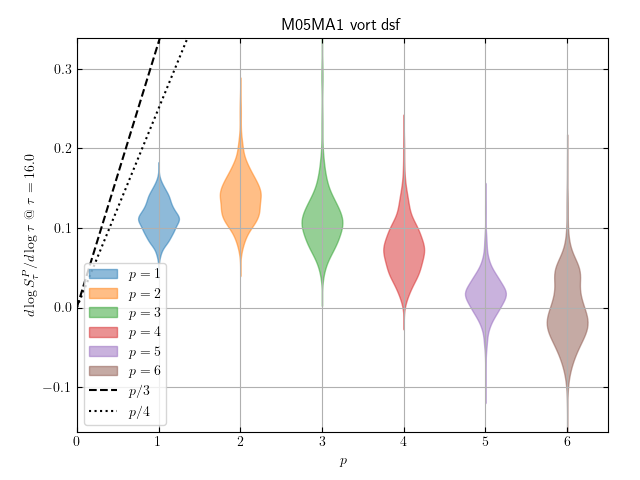 M05MA1 vort dsf
d log S_τ^P / d log τ @ τ = 16.0
0.3
0.2
0.1
0.0
−0.1
p = 1
p = 2
p = 3
p = 4
p = 5
p = 6
p/3
p/4
0 1 2 3 4 5 6
p